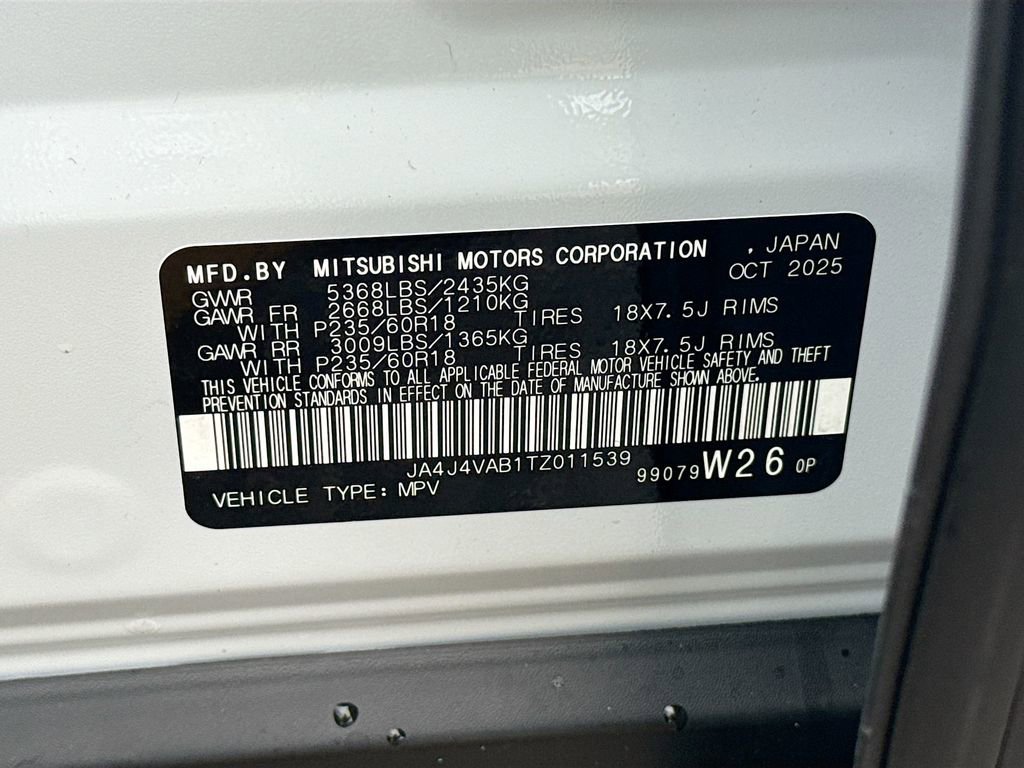 MFD.BY MITSUBISHI MOTORS CORPORATION , JAPAN
OCT 2025
GVWR 5368LBS/2435KG
GAWR FR 2668LBS/1210KG
WITH P235/60R18 TIRES 18X7.5J RIMS
GAWR RR 3009LBS/1365KG
WITH P235/60R18 TIRES 18X7.5J RIMS
THIS VEHICLE CONFORMS TO ALL APPLICABLE FEDERAL MOTOR VEHICLE SAFETY AND THEFT
PREVENTION STANDARDS IN EFFECT ON THE DATE OF MANUFACTURE SHOWN ABOVE.
JA4J4VAB1TZ011539
99079 W26 0P
VEHICLE TYPE: MPV